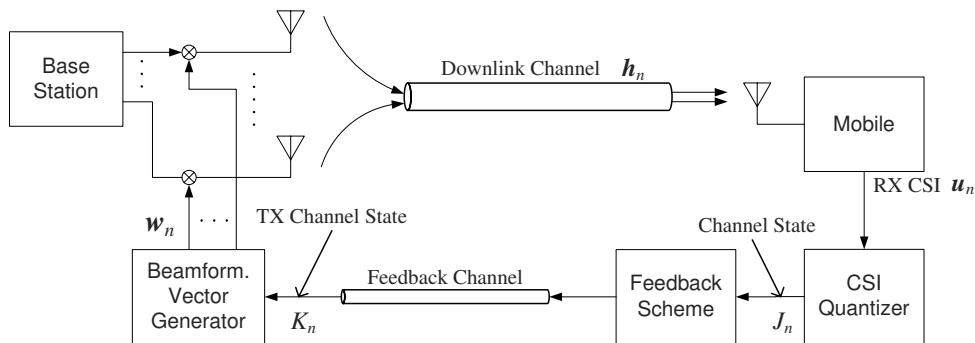 Base
Station
Downlink Channel h_n
Mobile
RX CSI u_n
w_n
TX Channel State
Channel State
Beamform.
Vector
Generator
Feedback Channel
Feedback
Scheme
CSI
Quantizer
K_n
J_n